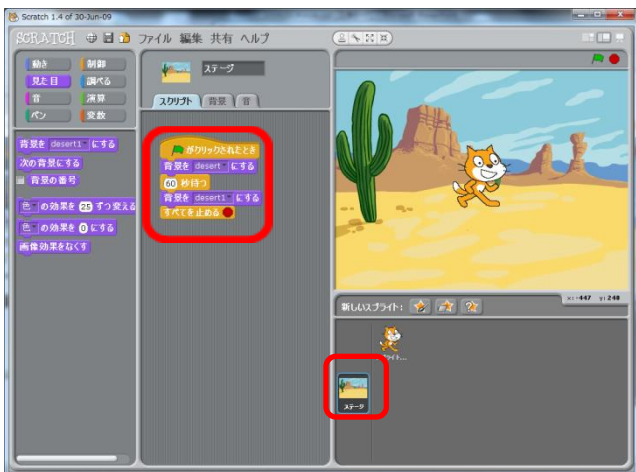 Scratch 1.4 of 30-Jun-09
SCRATCH ファイル 編集 共有 ヘルプ
動き 制御
見た目 調べる
音 演算
ペン 変数
背景を desert1 にする
次の背景にする
背景の番号
色 の効果を 25 ずつ変える
色 の効果を 0 にする
画像効果をなくす
ステージ
スクリプト 背景 音
がクリックされたとき
背景を desert にする
60 秒待つ
背景を desert1 にする
すべてを止める
x: -447 y: 248
新しいスプライト:
ステージ